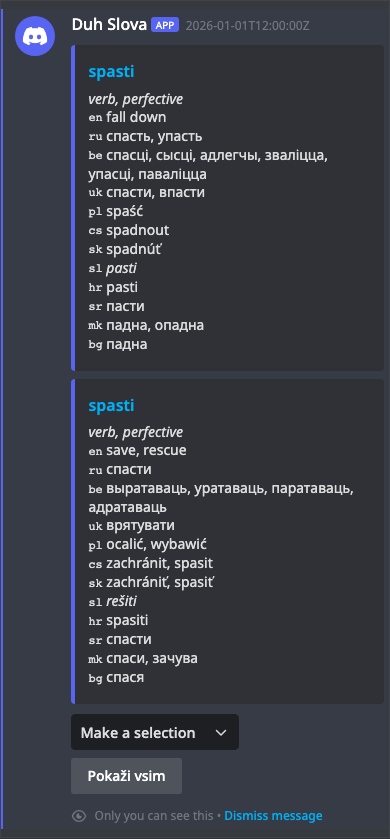 Duh Slova APP 2026-01-01T12:00:00Z
spasti
verb, perfective
en fall down
ru спасть, упасть
be спасці, сысці, адлегчы, зваліцца,
упасці, паваліцца
uk спасти, впасти
pl spaść
cs spadnout
sk spadnúť
sl pasti
hr pasti
sr пасти
mk падна, опадна
bg падна
spasti
verb, perfective
en save, rescue
ru спасти
be выратаваць, уратаваць, паратаваць,
адратаваць
uk врятувати
pl ocalić, wybawić
cs zachránit, spasit
sk zachrániť, spasiť
sl rešiti
hr spasiti
sr спасти
mk спаси, зачува
bg спася
Make a selection
Pokaži vsim
Only you can see this • Dismiss message